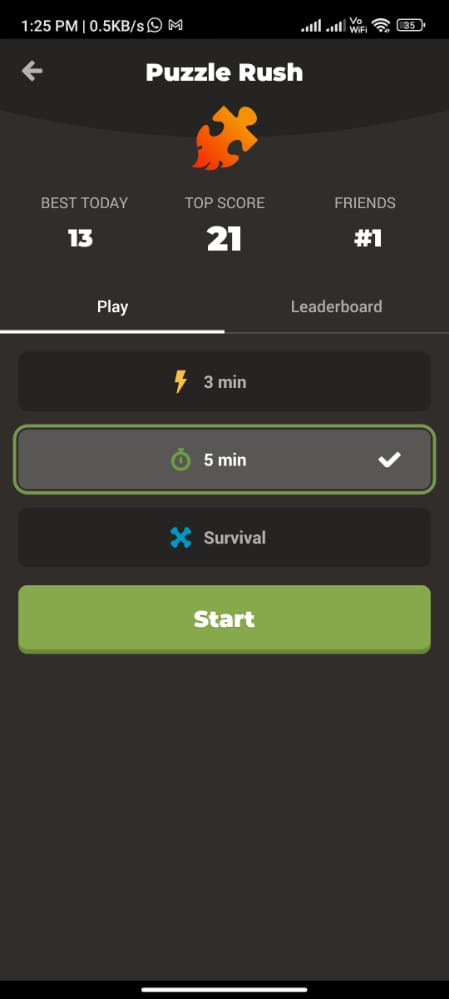 1:25 PM | 0.5KB/s
Vo
WiFi
35
Puzzle Rush
BEST TODAY
TOP SCORE
FRIENDS
13
21
#1
Play
Leaderboard
3 min
5 min
Survival
Start